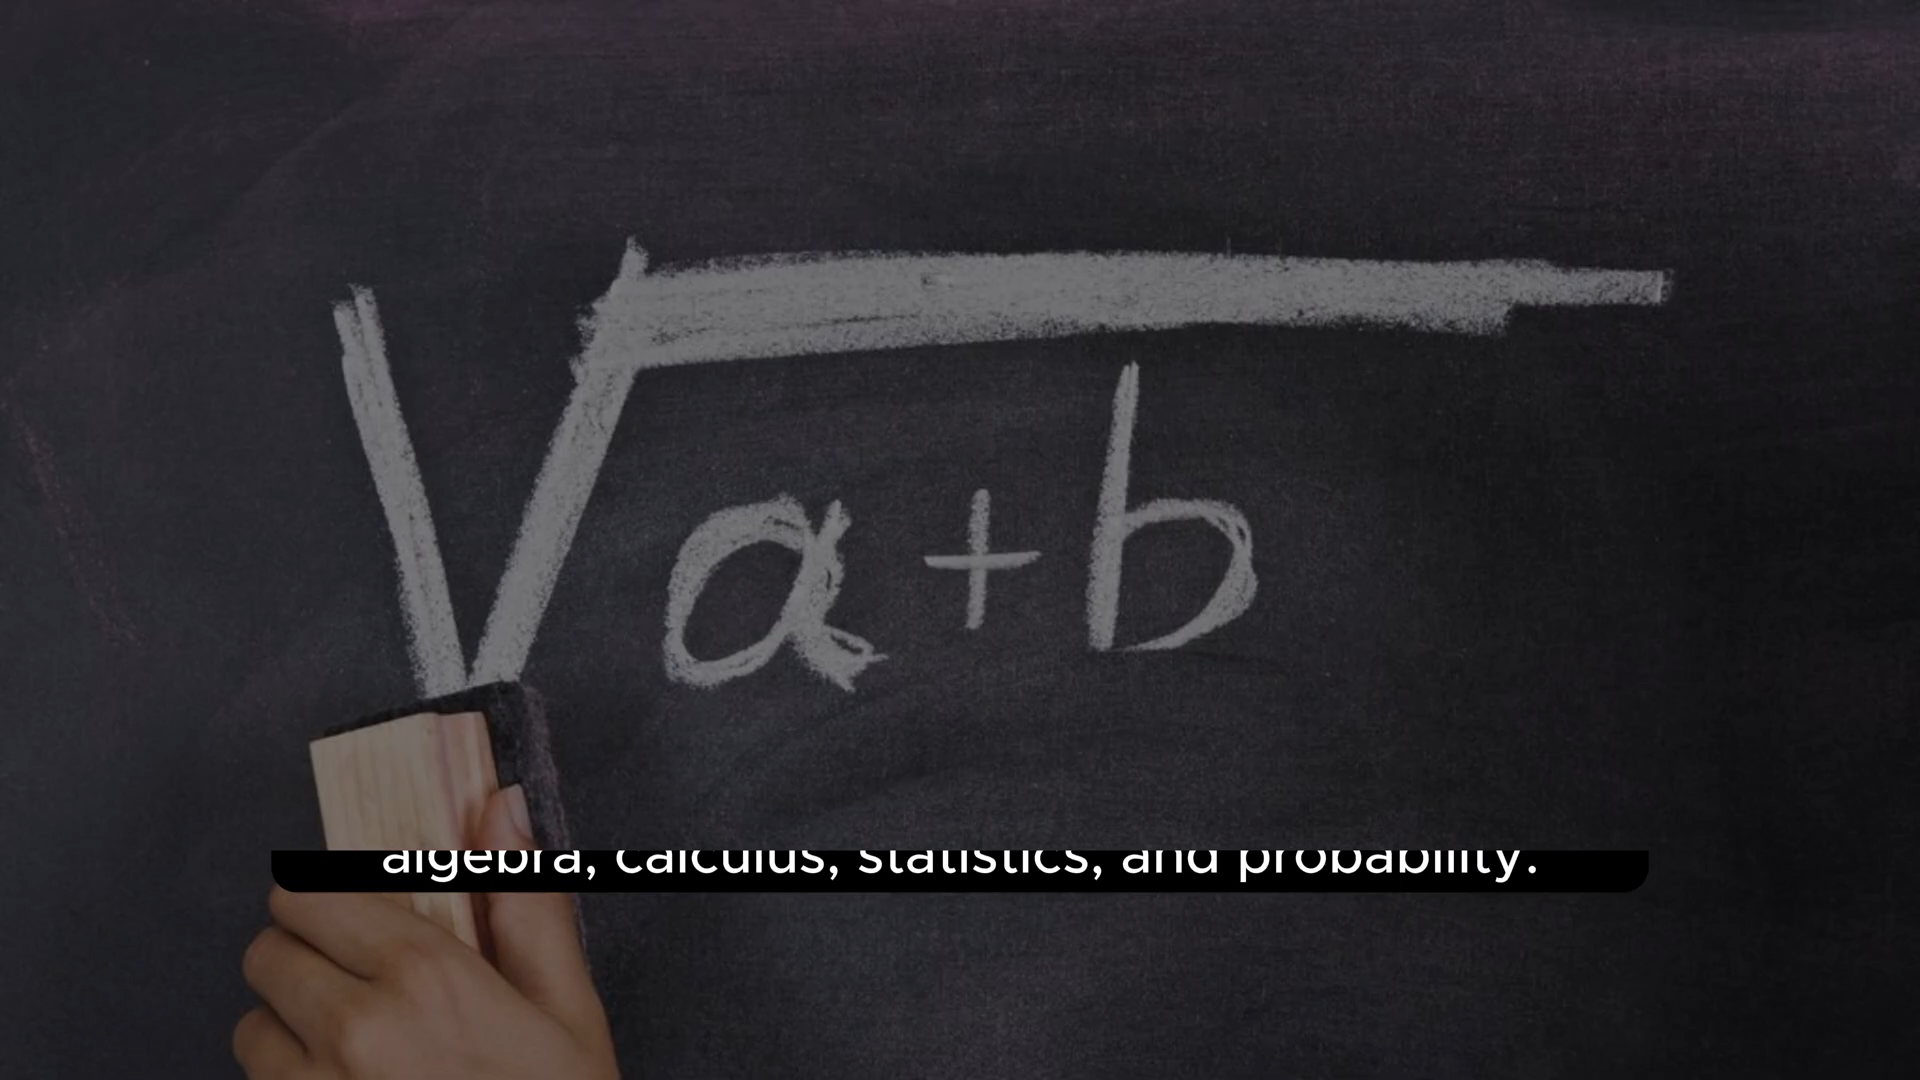 √a+b
algebra, calculus, statistics, and probability.